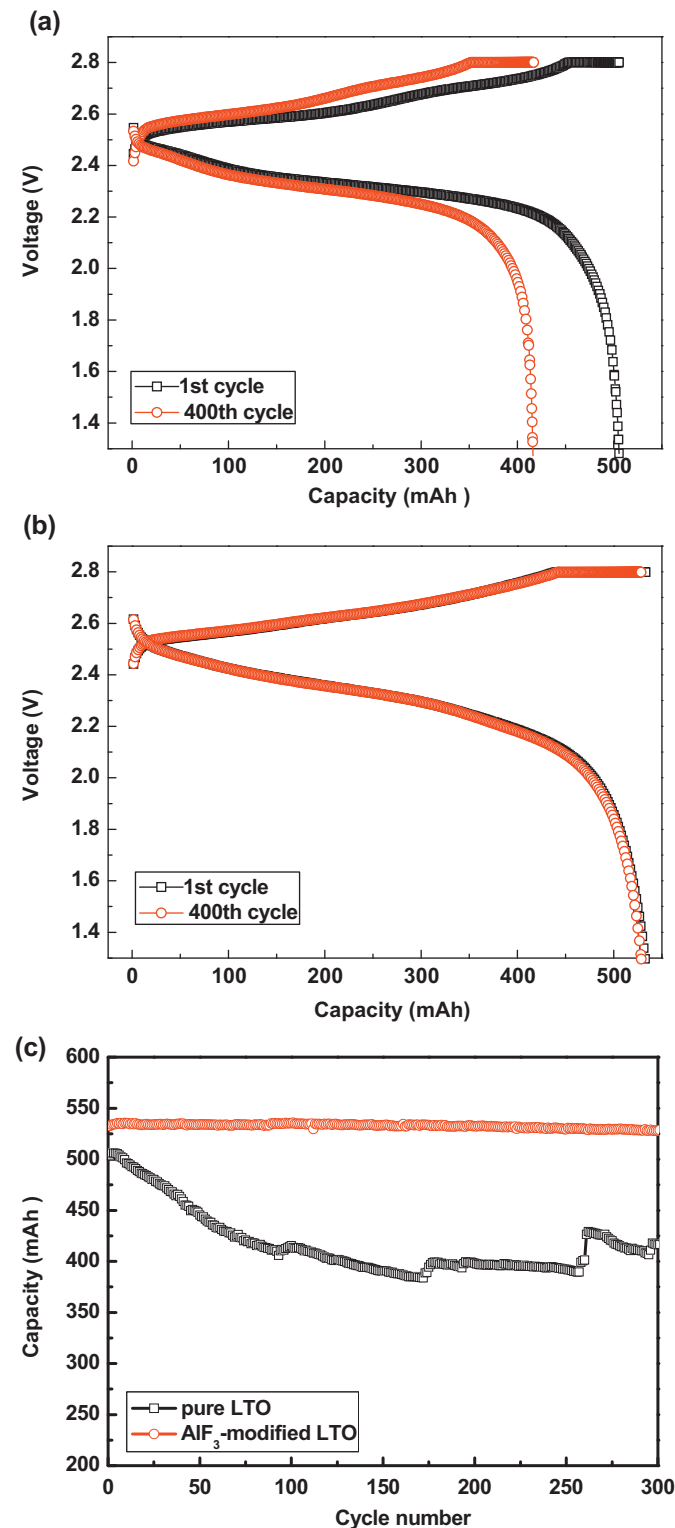 (a)
2.8
2.6
2.4
2.2
2.0
1.8
1.6
1.4
Voltage (V)
1st cycle
400th cycle
0 100 200 300 400 500
Capacity (mAh )
(b)
2.8
2.6
2.4
2.2
2.0
1.8
1.6
1.4
Voltage (V)
1st cycle
400th cycle
0 100 200 300 400 500
Capacity (mAh)
(c)
600
550
500
450
400
350
300
250
200
Capacity (mAh )
pure LTO
AlF3-modified LTO
0 50 100 150 200 250 300
Cycle number